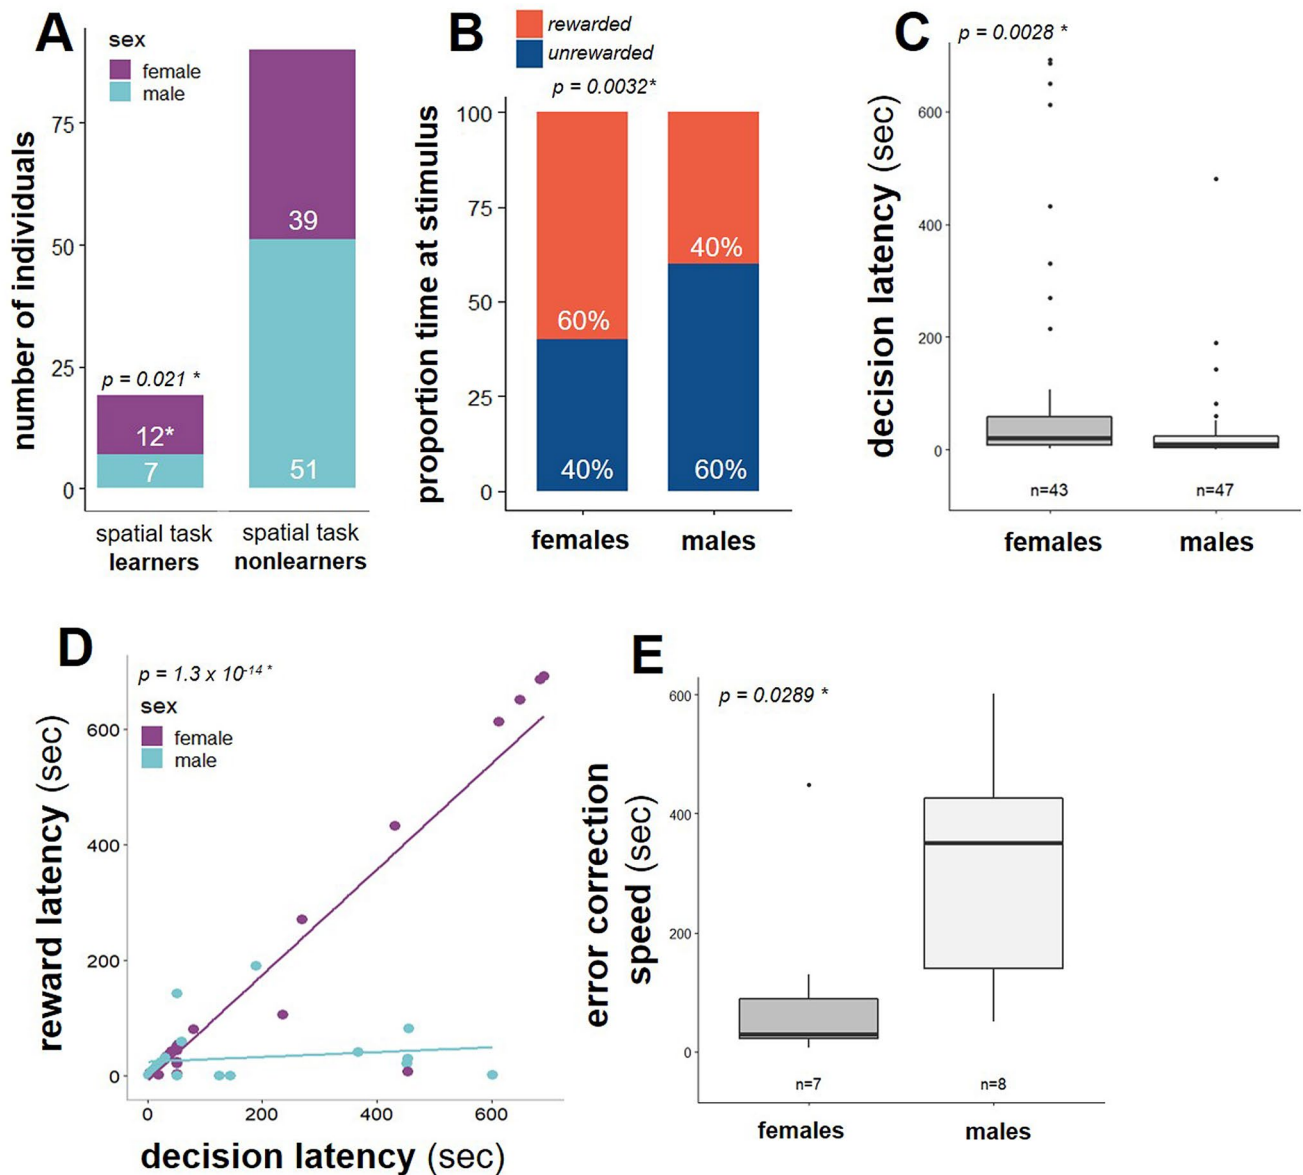 A
sex
female
male
number of individuals
75
50
25
0
p = 0.021 *
12*
7
39
51
spatial task
learners
spatial task
nonlearners
B
rewarded
unrewarded
p = 0.0032*
proportion time at stimulus
100
75
50
25
0
60%
40%
40%
60%
females
males
C
p = 0.0028 *
decision latency (sec)
600
400
200
0
n=43
n=47
females
males
D
p = 1.3 x 10-14 *
sex
female
male
reward latency (sec)
600
400
200
0
0
200
400
600
decision latency (sec)
E
p = 0.0289 *
error correction
speed (sec)
600
400
200
0
n=7
n=8
females
males